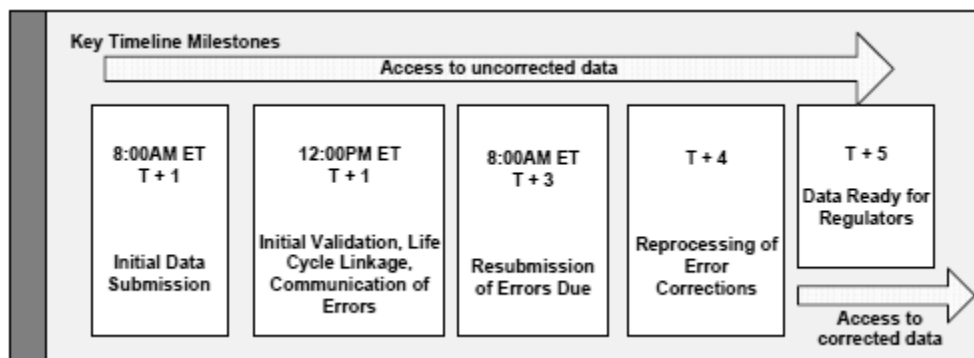 Key Timeline Milestones
Access to uncorrected data
8:00AM ET
T + 1
Initial Data
Submission
12:00PM ET
T + 1
Initial Validation, Life
Cycle Linkage,
Communication of
Errors
8:00AM ET
T + 3
Resubmission
of Errors Due
T + 4
Reprocessing of
Error
Corrections
T + 5
Data Ready for
Regulators
Access to
corrected data